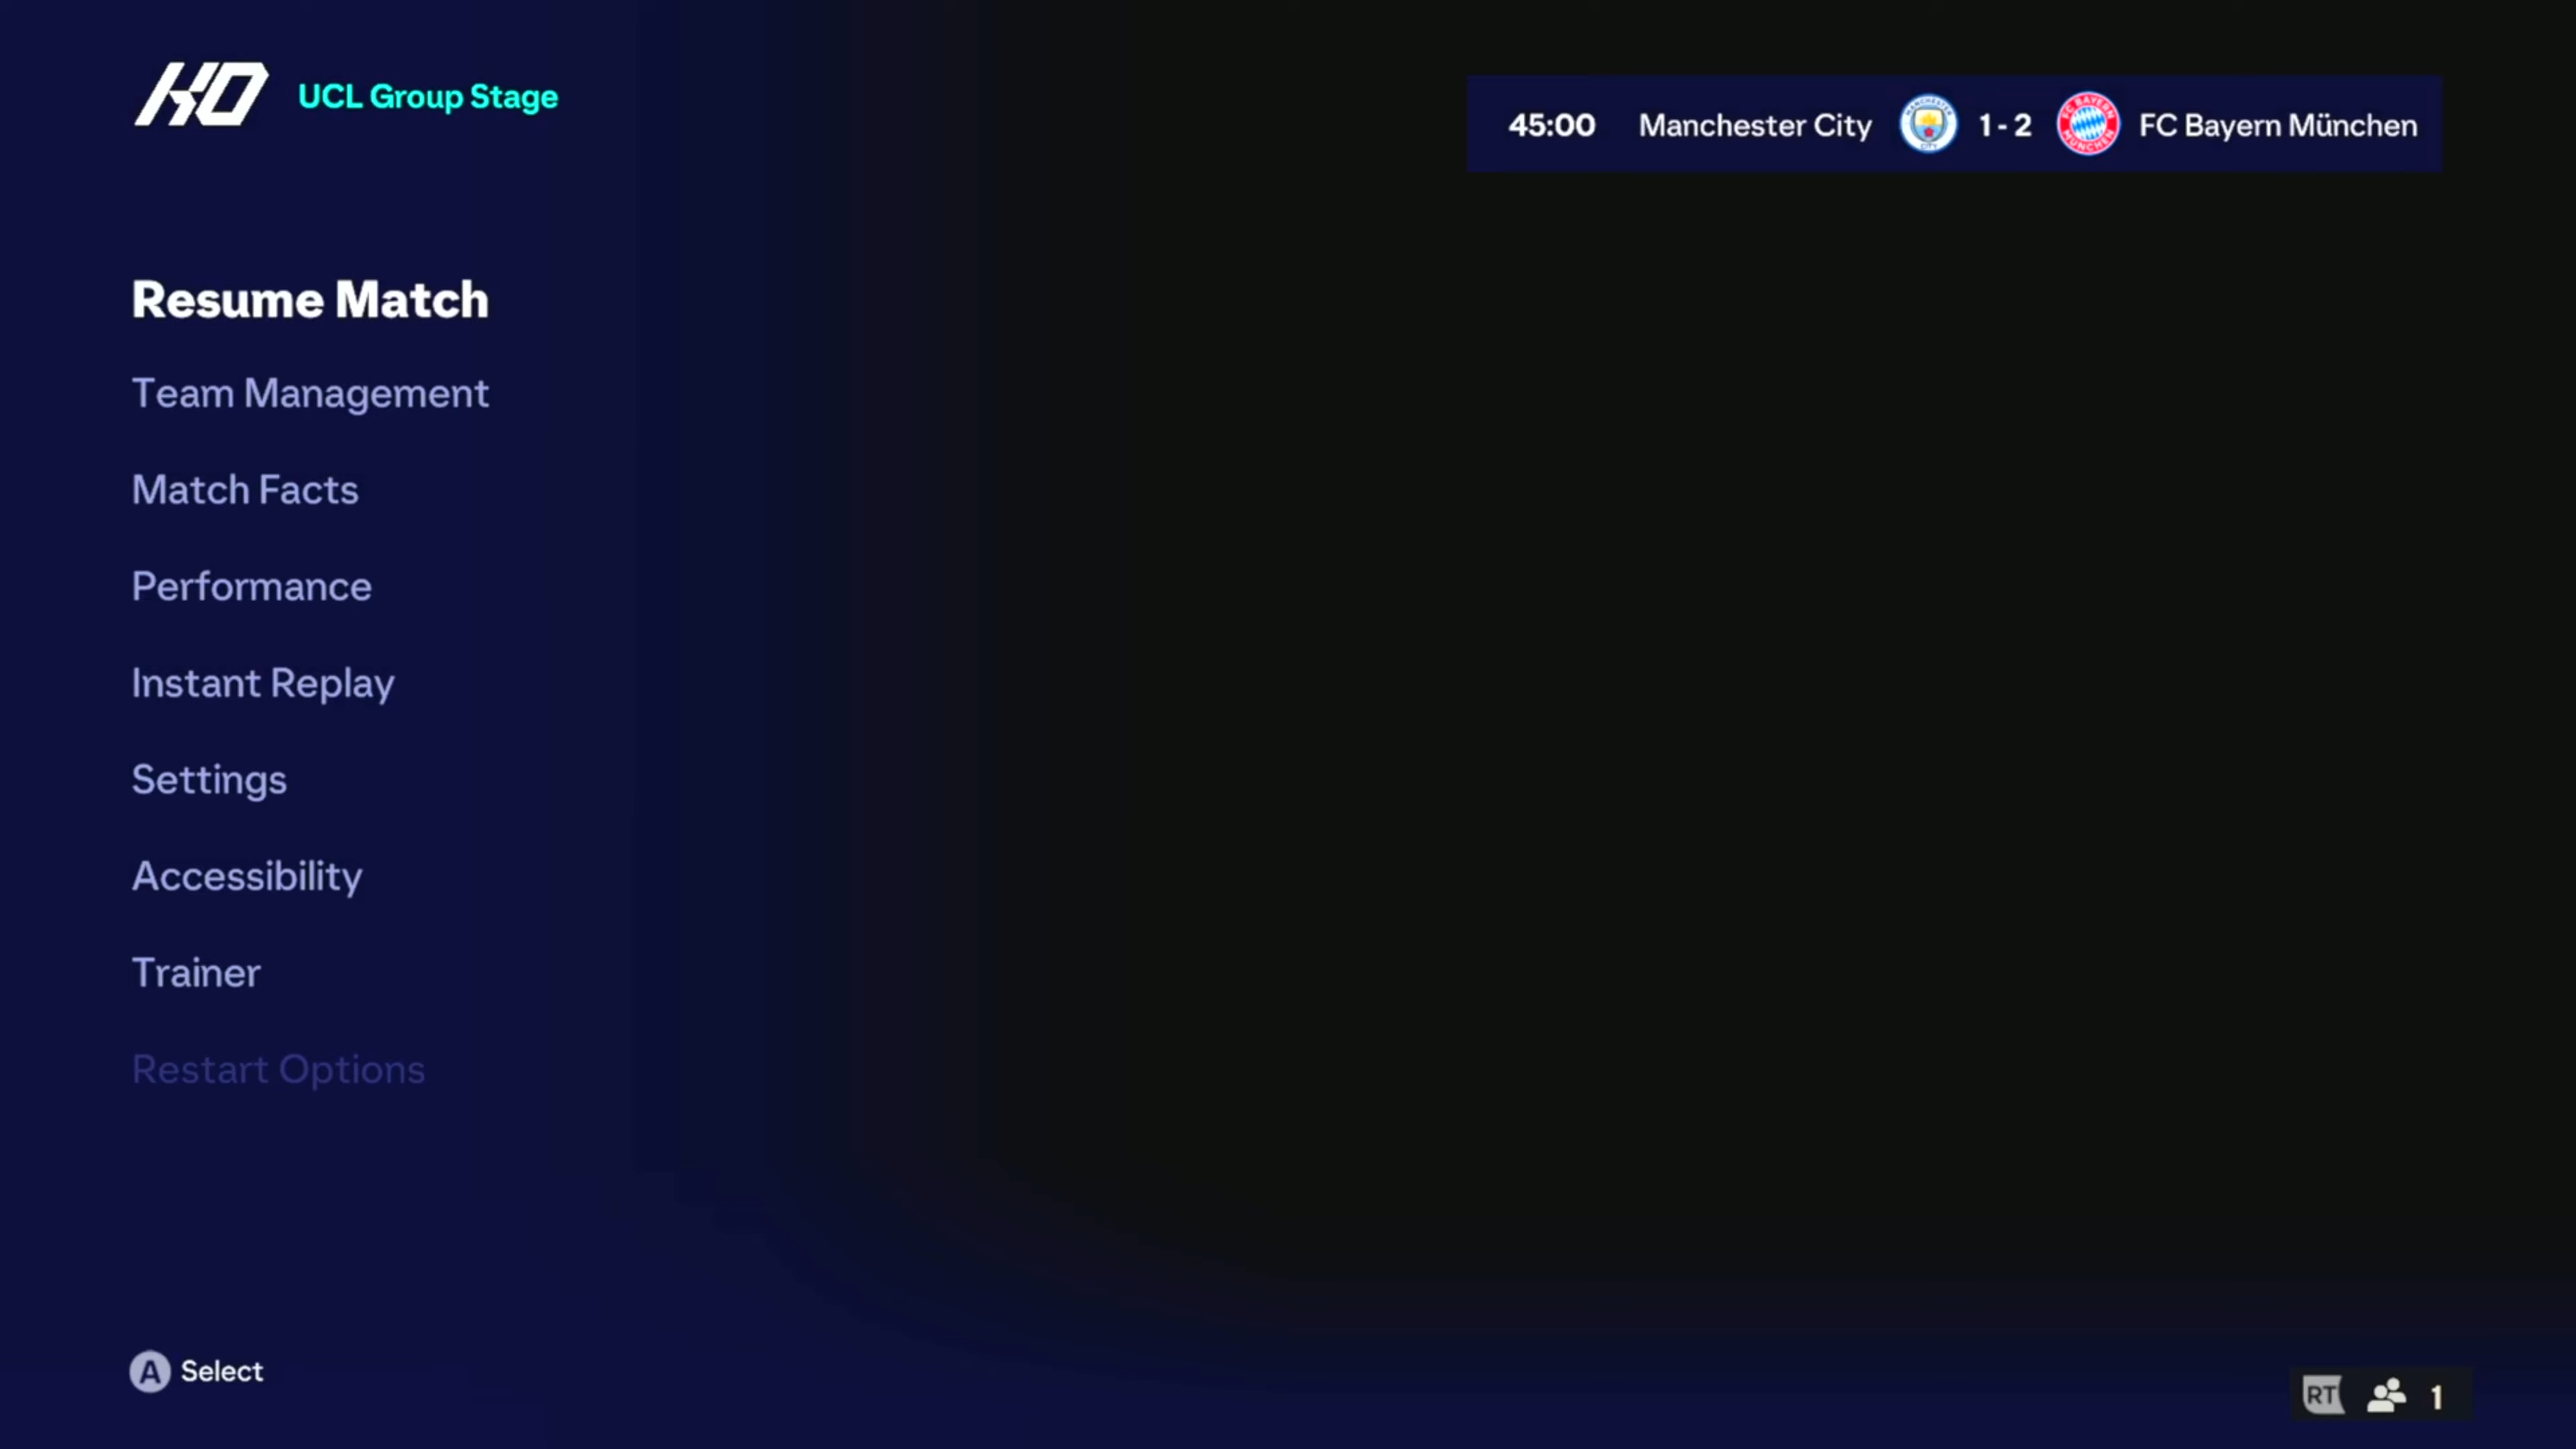 KO UCL Group Stage
45:00 Manchester City 1 - 2 FC Bayern München
Resume Match
Team Management
Match Facts
Performance
Instant Replay
Settings
Accessibility
Trainer
Restart Options
A Select
RT 1